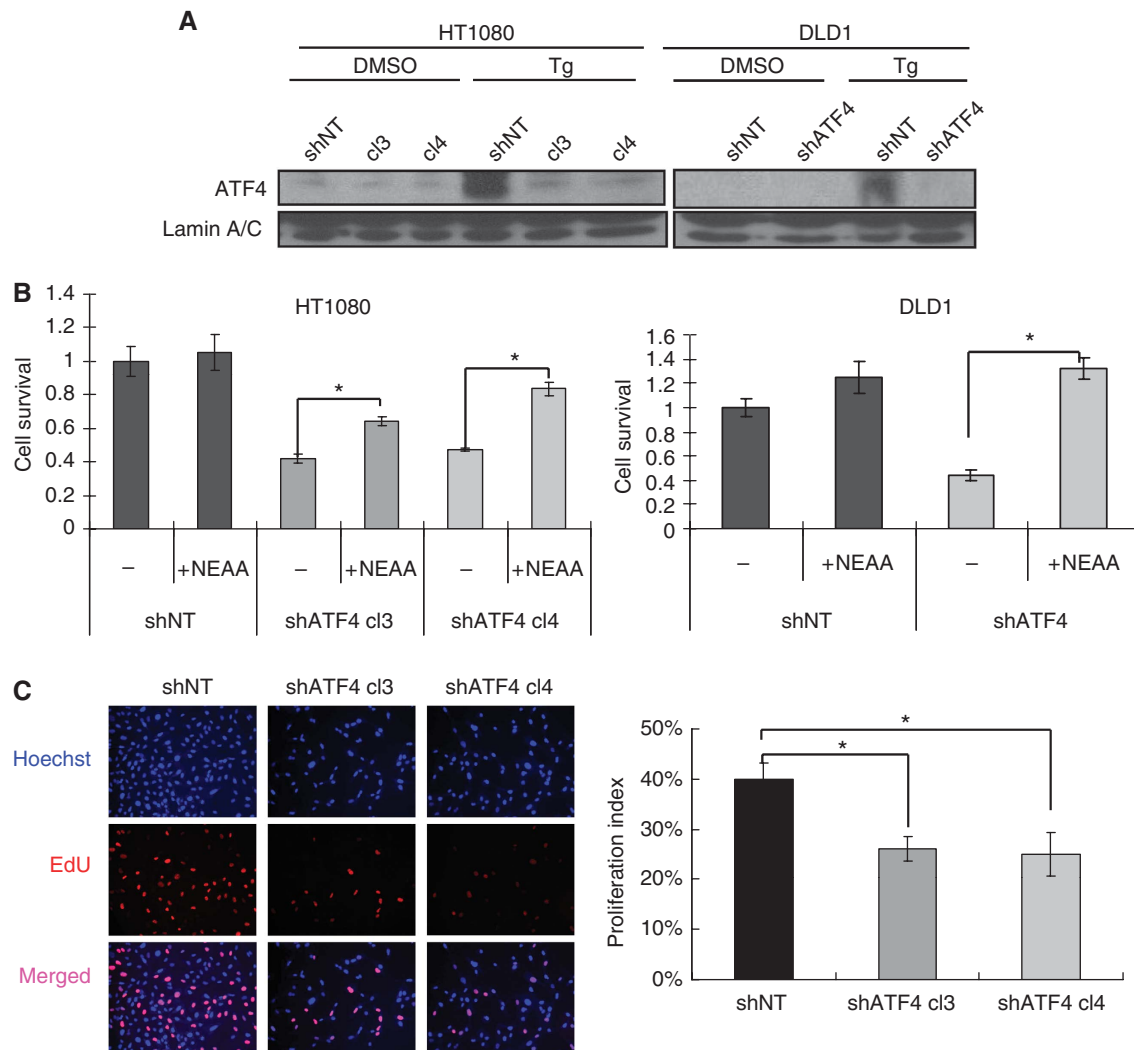 A
HT1080 DLD1
DMSO Tg DMSO Tg
shNT cl3 cl4 shNT cl3 cl4 shNT shATF4 shNT shATF4
ATF4
Lamin A/C
B
HT1080
Cell survival
1.4
1.2
1
0.8
0.6
0.4
0.2
0
* *
– +NEAA – +NEAA – +NEAA
shNT shATF4 cl3 shATF4 cl4
DLD1
Cell survival
1.6
1.4
1.2
1
0.8
0.6
0.4
0.2
0
*
– +NEAA – +NEAA
shNT shATF4
C
shNT shATF4 cl3 shATF4 cl4
Hoechst
EdU
Merged
Proliferation index
50%
40%
30%
20%
10%
0%
* *
shNT shATF4 cl3 shATF4 cl4